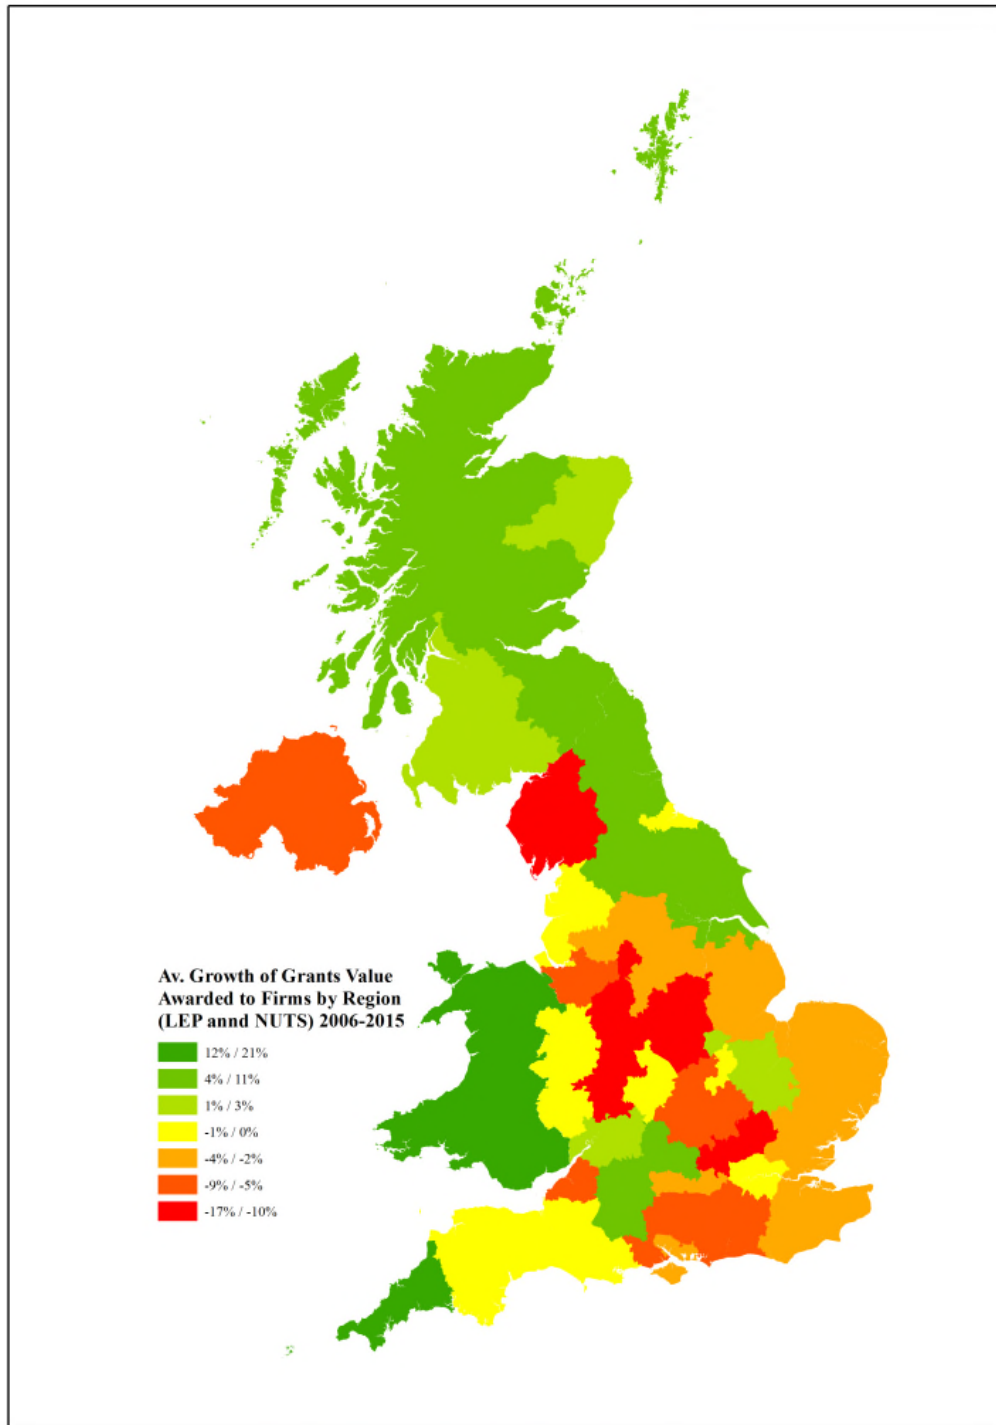 Av. Growth of Grants Value
Awarded to Firms by Region
(LEP annd NUTS) 2006-2015
12% / 21%
4% / 11%
1% / 3%
-1% / 0%
-4% / -2%
-9% / -5%
-17% / -10%